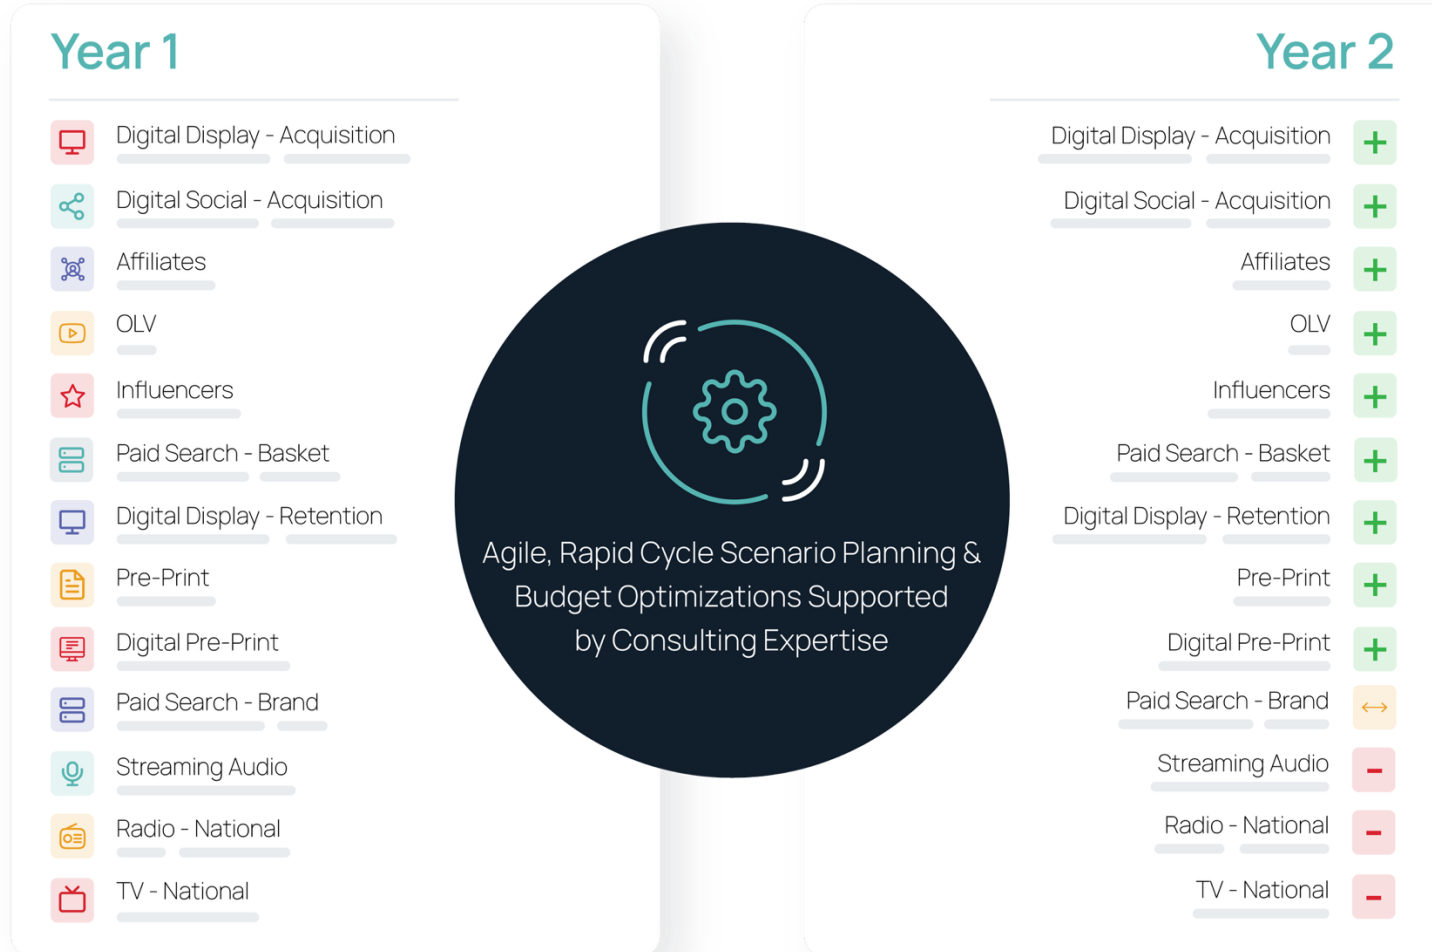 Year 1
Digital Display - Acquisition
Digital Social - Acquisition
Affiliates
OLV
Influencers
Paid Search - Basket
Digital Display - Retention
Pre-Print
Digital Pre-Print
Paid Search - Brand
Streaming Audio
Radio - National
TV - National
Agile, Rapid Cycle Scenario Planning &
Budget Optimizations Supported
by Consulting Expertise
Year 2
Digital Display - Acquisition
Digital Social - Acquisition
Affiliates
OLV
Influencers
Paid Search - Basket
Digital Display - Retention
Pre-Print
Digital Pre-Print
Paid Search - Brand
Streaming Audio
Radio - National
TV - National